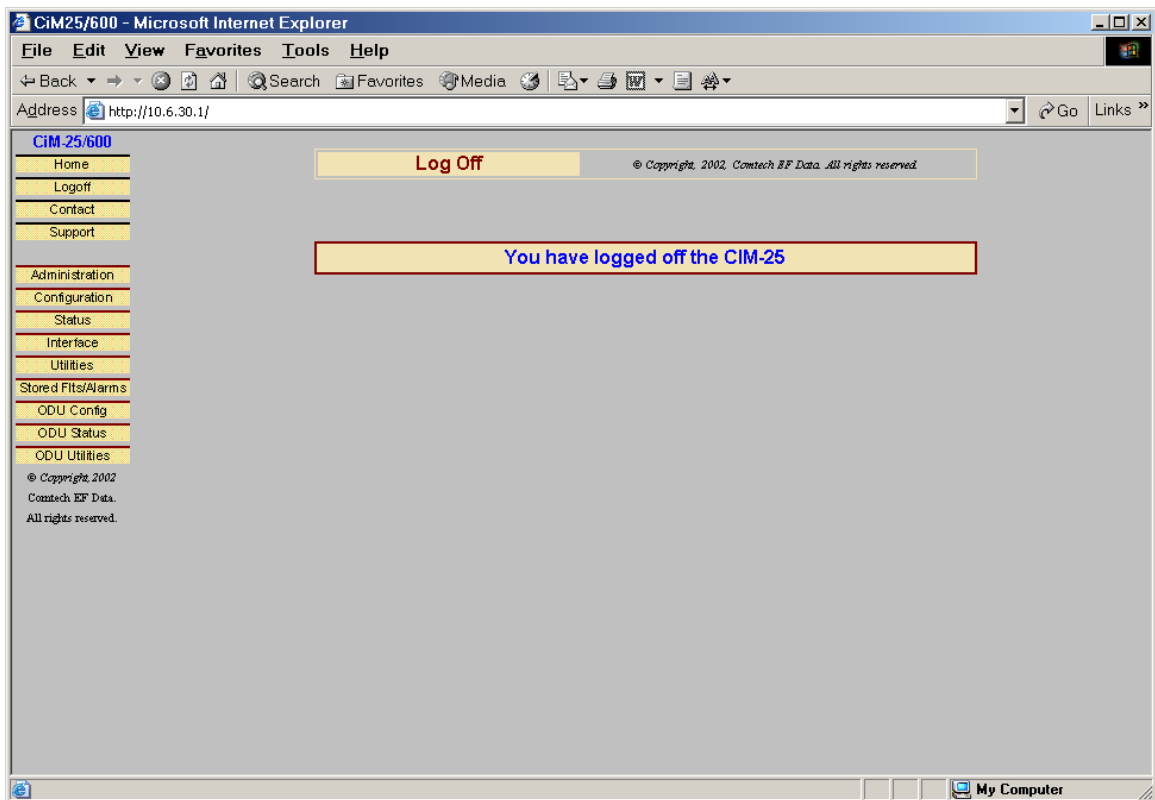 CiM25/600 - Microsoft Internet Explorer
File Edit View Favorites Tools Help
Back Search Favorites Media
Address http://10.6.30.1/ Go Links »
CiM-25/600
Home
Logoff
Contact
Support
Administration
Configuration
Status
Interface
Utilities
Stored Flts/Alarms
ODU Config
ODU Status
ODU Utilities
© Copyright, 2002
Comtech EF Data.
All rights reserved.
Log Off © Copyright, 2002, Comtech EF Data. All rights reserved.
You have logged off the CIM-25
My Computer